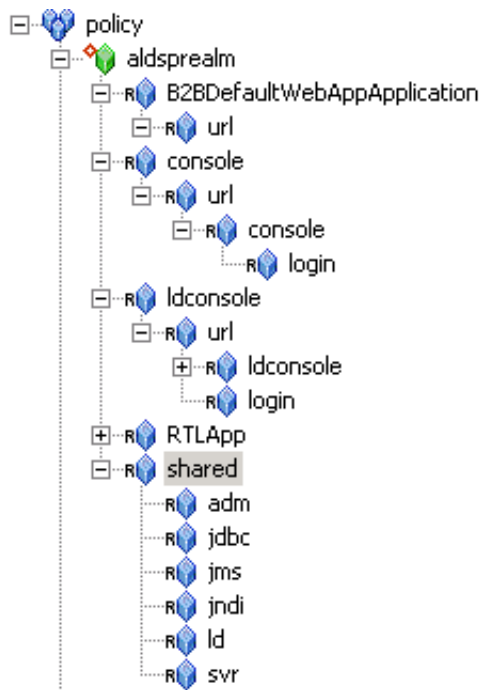 policy
aldsprealm
R B2BDefaultWebAppApplication
R url
R console
R url
R console
R login
R ldconsole
R url
R ldconsole
R login
R RTLApp
R shared
R adm
R jdbc
R jms
R jndi
R ld
R svr